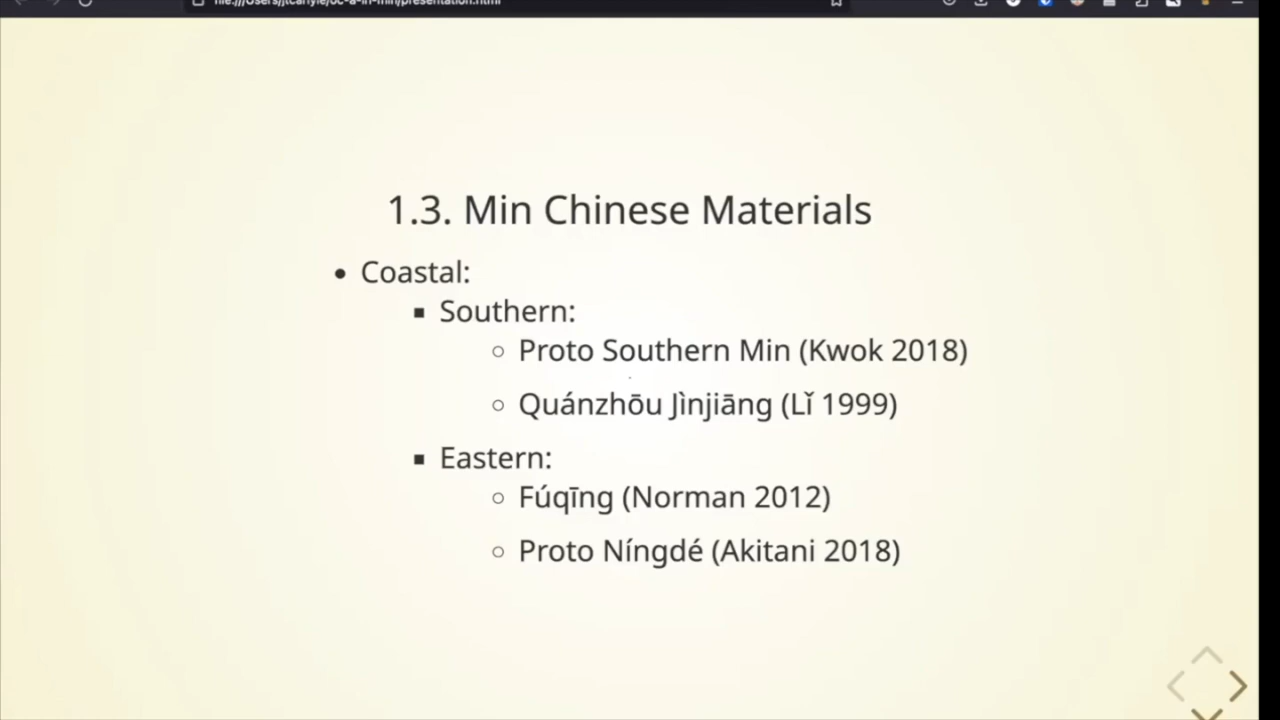 1.3. Min Chinese Materials
Coastal:
Southern:
Proto Southern Min (Kwok 2018)
Quánzhōu Jìnjiāng (Lǐ 1999)
Eastern:
Fúqīng (Norman 2012)
Proto Níngdé (Akitani 2018)